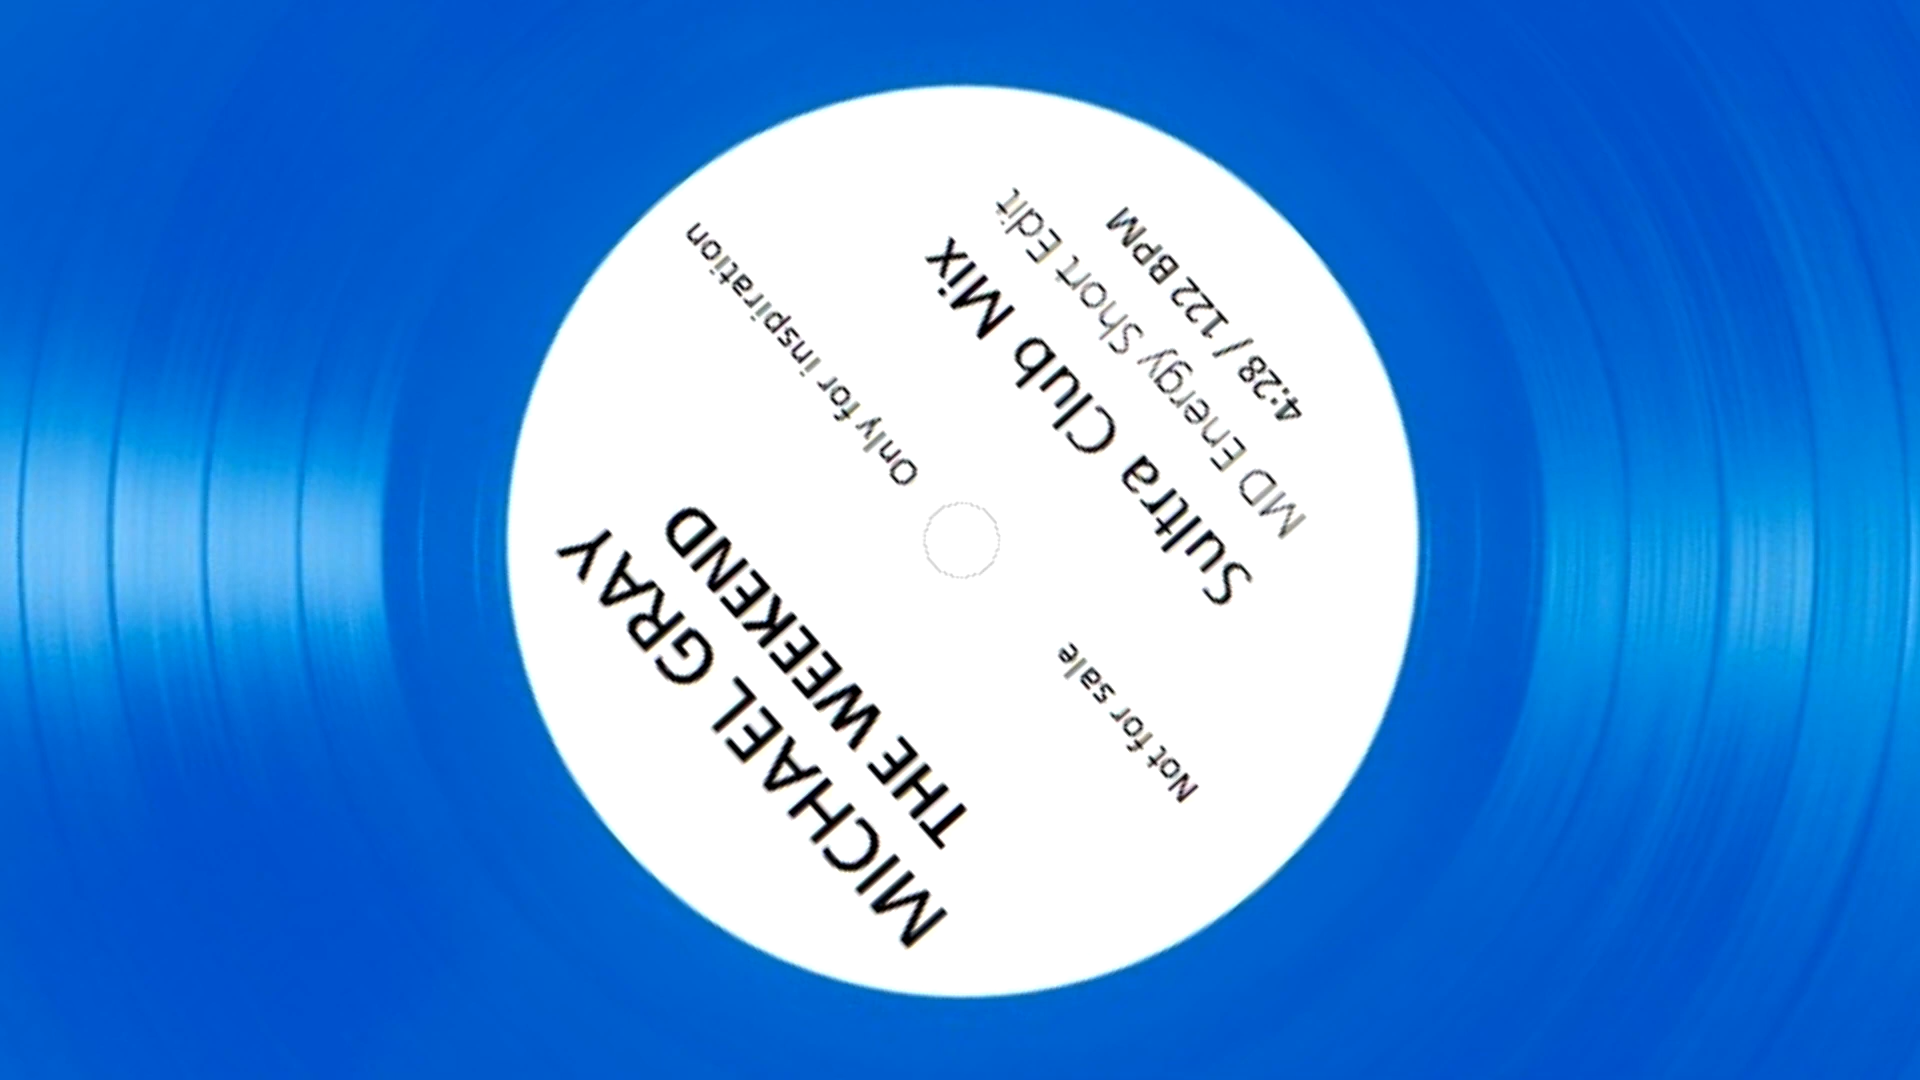 MICHAEL GRAY
THE WEEKEND
Only for inspiration
Not for sale
Sultra Club Mix
MD Energy Short Edit
4:28 / 122 BPM